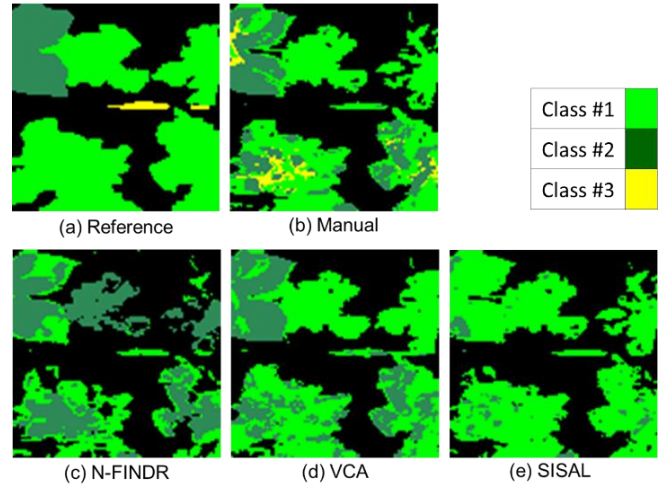 (a) Reference
(b) Manual
Class #1
Class #2
Class #3
(c) N-FINDR
(d) VCA
(e) SISAL